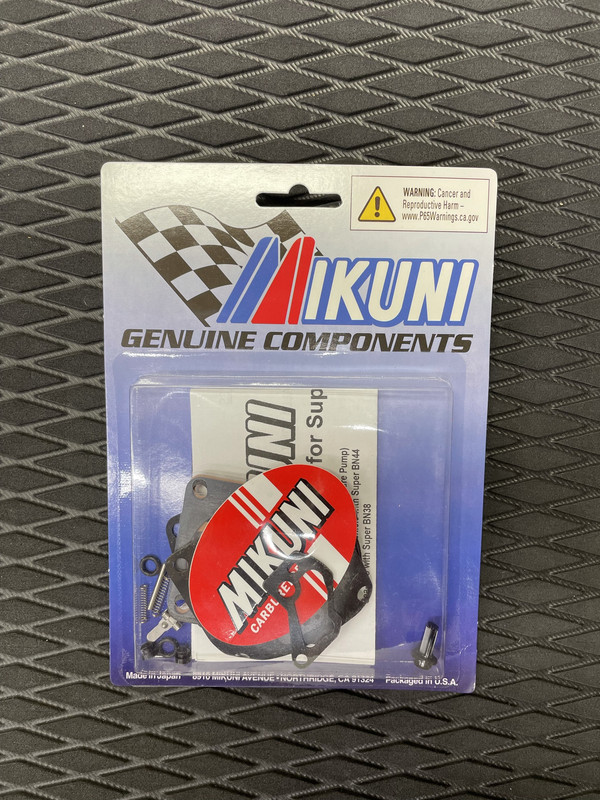 WARNING: Cancer and
Reproductive Harm –
www.P65Warnings.ca.gov
MIKUNI
GENUINE COMPONENTS
for Sup
re Pump)
with Super BN44
with Super BN38
MIKUNI
Made in Japan 8910 MIKUNI AVENUE • NORTHRIDGE, CA 91324 Packaged in U.S.A.